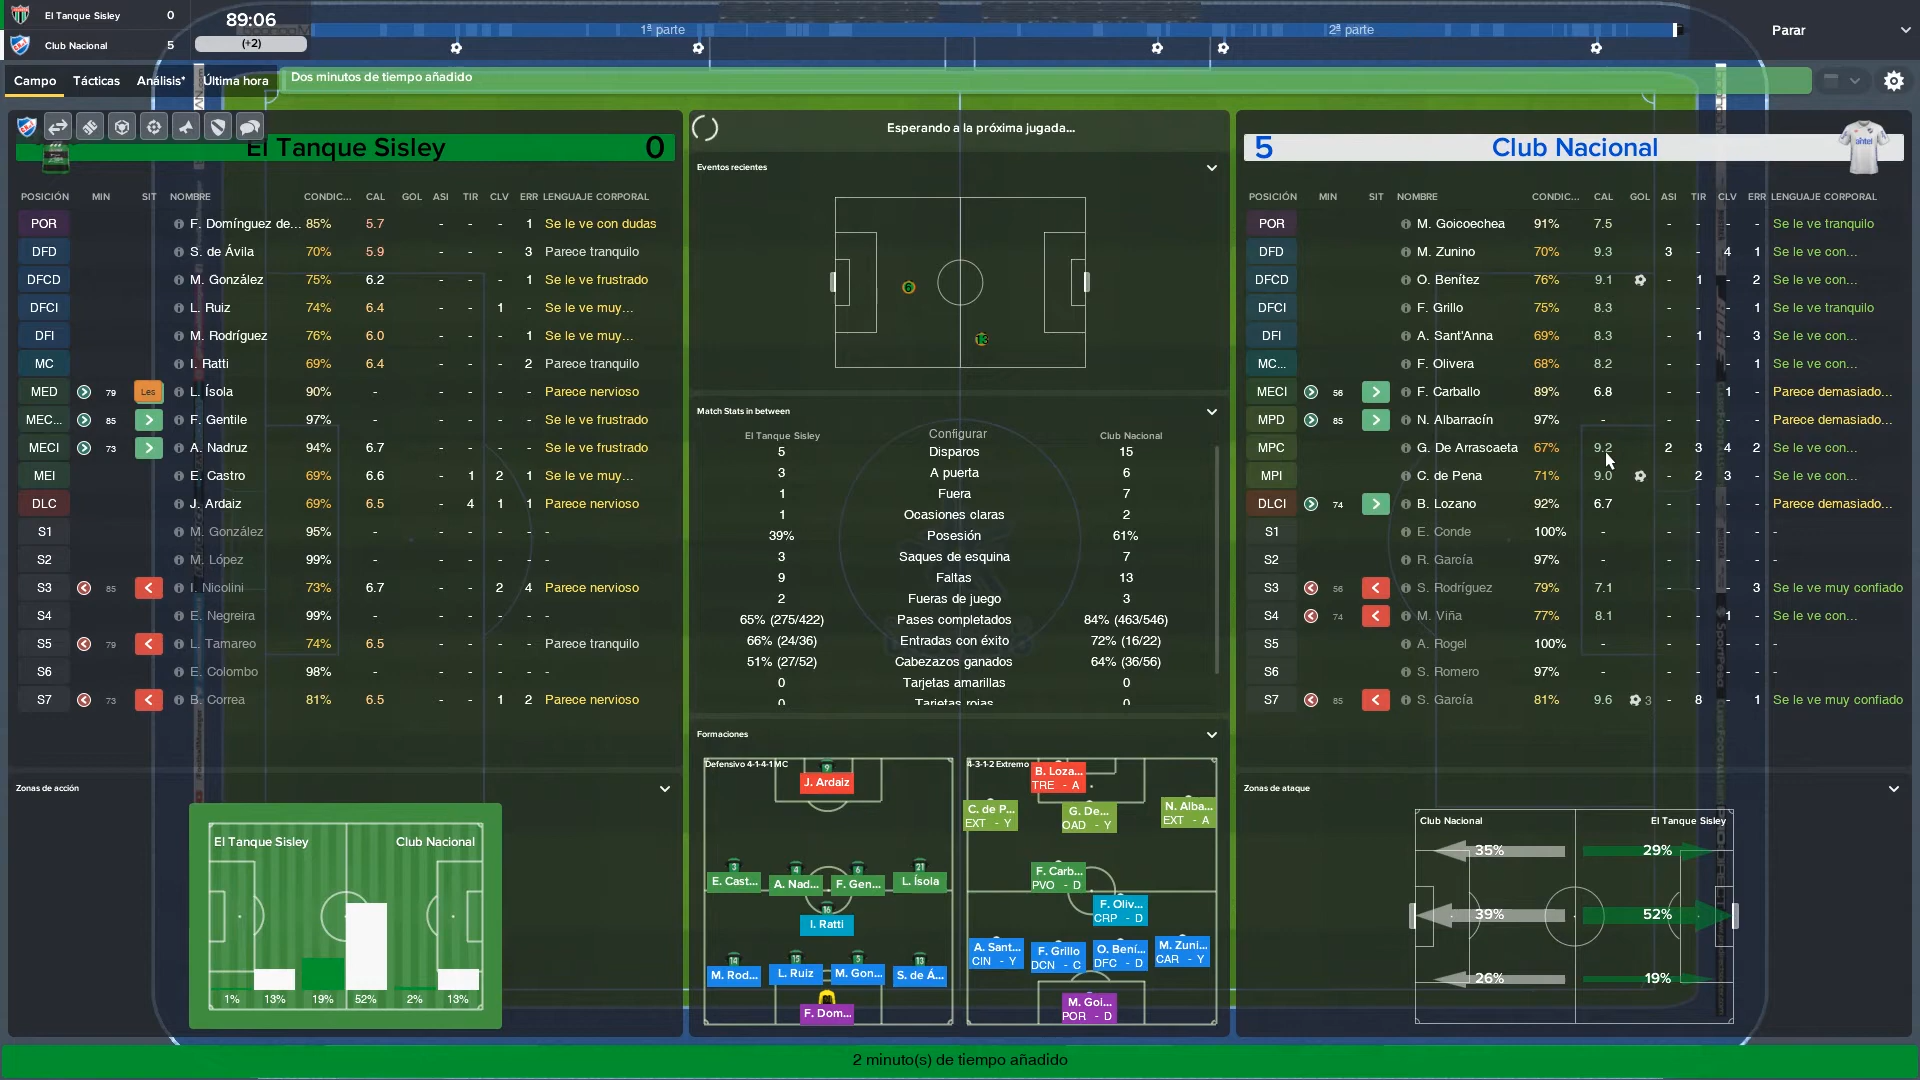 El Tanque Sisley 0
Club Nacional 5
89:06
(+2)
1ª parte
2ª parte
Parar
Campo Tácticas Análisis* Última hora
Dos minutos de tiempo añadido
El Tanque Sisley 0
POSICIÓN MIN SIT NOMBRE CONDIC... CAL GOL ASI TIR CLV ERR LENGUAJE CORPORAL
POR F. Domínguez de... 85% 5.7 - - - 1 Se le ve con dudas
DFD S. de Ávila 70% 5.9 - - - 3 Parece tranquilo
DFCD M. González 75% 6.2 - - - 1 Se le ve frustrado
DFCI L. Ruiz 74% 6.4 - - 1 - Se le ve muy...
DFI M. Rodríguez 76% 6.0 - - - 1 Se le ve muy...
MC I. Ratti 69% 6.4 - - - 2 Parece tranquilo
MED 79 Les L. Ísola 90% - - - - - Parece nervioso
MEC... 85 F. Gentile 97% - - - - - Se le ve frustrado
MECI 73 A. Nadruz 94% 6.7 - - - - Se le ve frustrado
MEI E. Castro 69% 6.6 - 1 2 1 Se le ve muy...
DLC J. Ardaiz 69% 6.5 - 4 1 1 Parece nervioso
S1 M. González 95% - - - - - -
S2 M. López 99% - - - - - -
S3 85 I. Nicolini 73% 6.7 - - 2 4 Parece nervioso
S4 E. Negreira 99% - - - - - -
S5 79 L. Tamareo 74% 6.5 - - - - Parece tranquilo
S6 E. Colombo 98% - - - - - -
S7 73 B. Correa 81% 6.5 - - 1 2 Parece nervioso
Zonas de acción
El Tanque Sisley Club Nacional
1% 13% 19% 52% 2% 13%
Esperando a la próxima jugada...
Eventos recientes
6
13
Match Stats in between
El Tanque Sisley Configurar Club Nacional
5 Disparos 15
3 A puerta 6
1 Fuera 7
1 Ocasiones claras 2
39% Posesión 61%
3 Saques de esquina 7
9 Faltas 13
2 Fueras de juego 3
65% (275/422) Pases completados 84% (463/546)
66% (24/36) Entradas con éxito 72% (16/22)
51% (27/52) Cabezazos ganados 64% (36/56)
0 Tarjetas amarillas 0
0 Tarjetas rojas 0
Formaciones
Defensivo 4-1-4-1 MC
9
J. Ardaiz
3 4 6 21
E. Cast... A. Nad... F. Gen... L. Ísola
16
I. Ratti
14 15 5 13
M. Rod... L. Ruiz M. Gon... S. de Á...
F. Dom...
4-3-1-2 Extremo
B. Loza...
TRE - A
C. de P...
EXT - Y
G. De...
OAD - Y
N. Alba...
EXT - A
F. Carb...
PVO - D
F. Oliv...
CRP - D
A. Sant...
CIN - Y
F. Grillo
DCN - C
O. Bení...
DFC - D
M. Zuni...
CAR - Y
M. Goi...
POR - D
5 Club Nacional
antel
POSICIÓN MIN SIT NOMBRE CONDIC... CAL GOL ASI TIR CLV ERR LENGUAJE CORPORAL
POR M. Goicoechea 91% 7.5 - - - - Se le ve tranquilo
DFD M. Zunino 70% 9.3 3 - 4 1 Se le ve con...
DFCD O. Benítez 76% 9.1 - 1 - 2 Se le ve con...
DFCI F. Grillo 75% 8.3 - - - 1 Se le ve tranquilo
DFI A. Sant'Anna 69% 8.3 - 1 - 3 Se le ve con...
MC... F. Olivera 68% 8.2 - - - 1 Se le ve con...
MECI 56 F. Carballo 89% 6.8 - - 1 - Parece demasiado...
MPD 85 N. Albarracín 97% - - - - - Parece demasiado...
MPC G. De Arrascaeta 67% 9.2 2 3 4 2 Se le ve con...
MPI C. de Pena 71% 9.0 - 2 3 - Se le ve con...
DLCI 74 B. Lozano 92% 6.7 - - - - Parece demasiado...
S1 E. Conde 100% - - - - - -
S2 R. García 97% - - - - - -
S3 56 S. Rodríguez 79% 7.1 - - - 3 Se le ve muy confiado
S4 74 M. Viña 77% 8.1 - - 1 - Se le ve con...
S5 A. Rogel 100% - - - - - -
S6 S. Romero 97% - - - - - -
S7 85 S. García 81% 9.6 3 - 8 - 1 Se le ve muy confiado
Zonas de ataque
Club Nacional El Tanque Sisley
35% 29%
39% 52%
26% 19%
2 minuto(s) de tiempo añadido